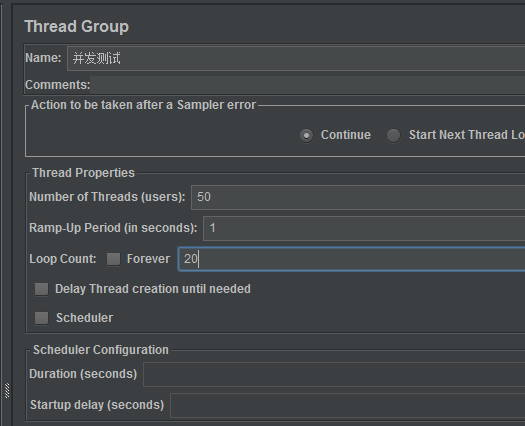 Thread Group
Name: 并发测试
Comments:
Action to be taken after a Sampler error
Continue Start Next Thread Lo
Thread Properties
Number of Threads (users): 50
Ramp-Up Period (in seconds): 1
Loop Count: Forever 20
Delay Thread creation until needed
Scheduler
Scheduler Configuration
Duration (seconds)
Startup delay (seconds)